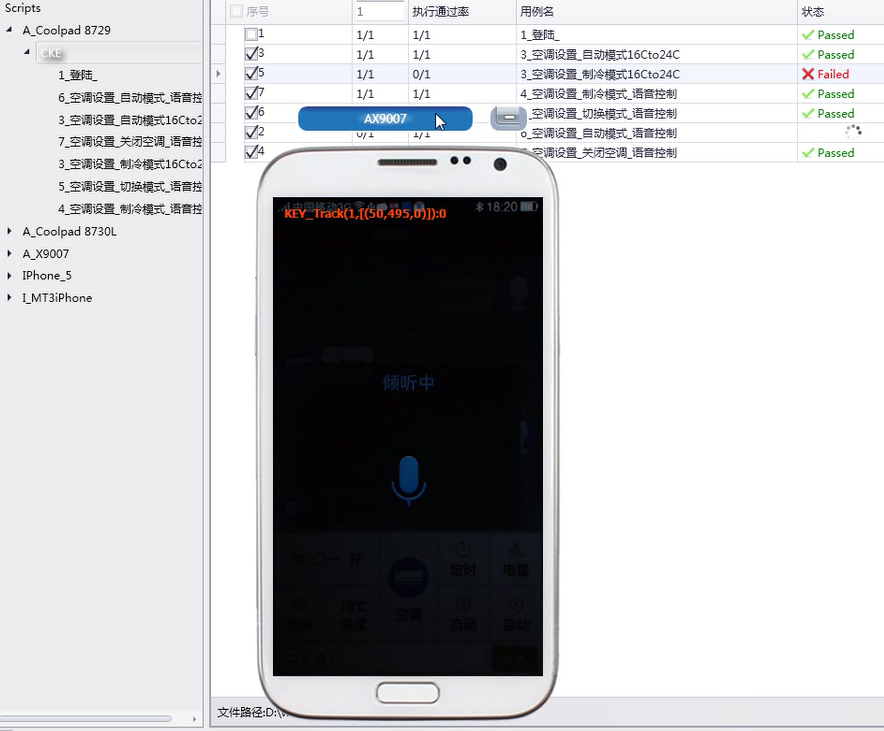 Scripts
A_Coolpad 8729
CKE
1_登陆_
6_空调设置_自动模式_语音控
3_空调设置_自动模式16Cto2
7_空调设置_关闭空调_语音控
3_空调设置_制冷模式16Cto2
5_空调设置_切换模式_语音控
4_空调设置_制冷模式_语音控
A_Coolpad 8730L
A_X9007
IPhone_5
I_MT3iPhone
序号 1 执行通过率 用例名 状态
1 1/1 1/1 1_登陆_ Passed
3 1/1 1/1 3_空调设置_自动模式16Cto24C Passed
5 1/1 0/1 3_空调设置_制冷模式16Cto24C Failed
7 1/1 1/1 4_空调设置_制冷模式_语音控制 Passed
6 _空调设置_切换模式_语音控制 Passed
2 0/1 1/1 6_空调设置_自动模式_语音控制
4 _空调设置_关闭空调_语音控制 Passed
AX9007
中国移动3G 18:20
KEY_Track(1,[(50,495,0)]):0
倾听中
关 开 定时 电量
空调
16℃
温度 自动 自动
文件路径:D:\